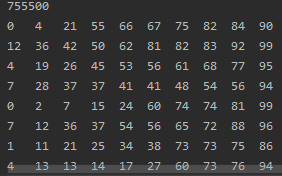 755500
0 4 21 55 66 67 75 82 84 90
12 36 42 50 62 81 82 83 92 99
4 19 26 45 53 56 61 68 77 95
7 28 37 37 41 41 48 54 56 94
0 2 7 15 24 60 74 74 81 99
7 12 36 37 54 56 65 72 88 96
1 11 21 25 34 38 73 73 75 86
4 13 13 14 17 27 60 73 76 94